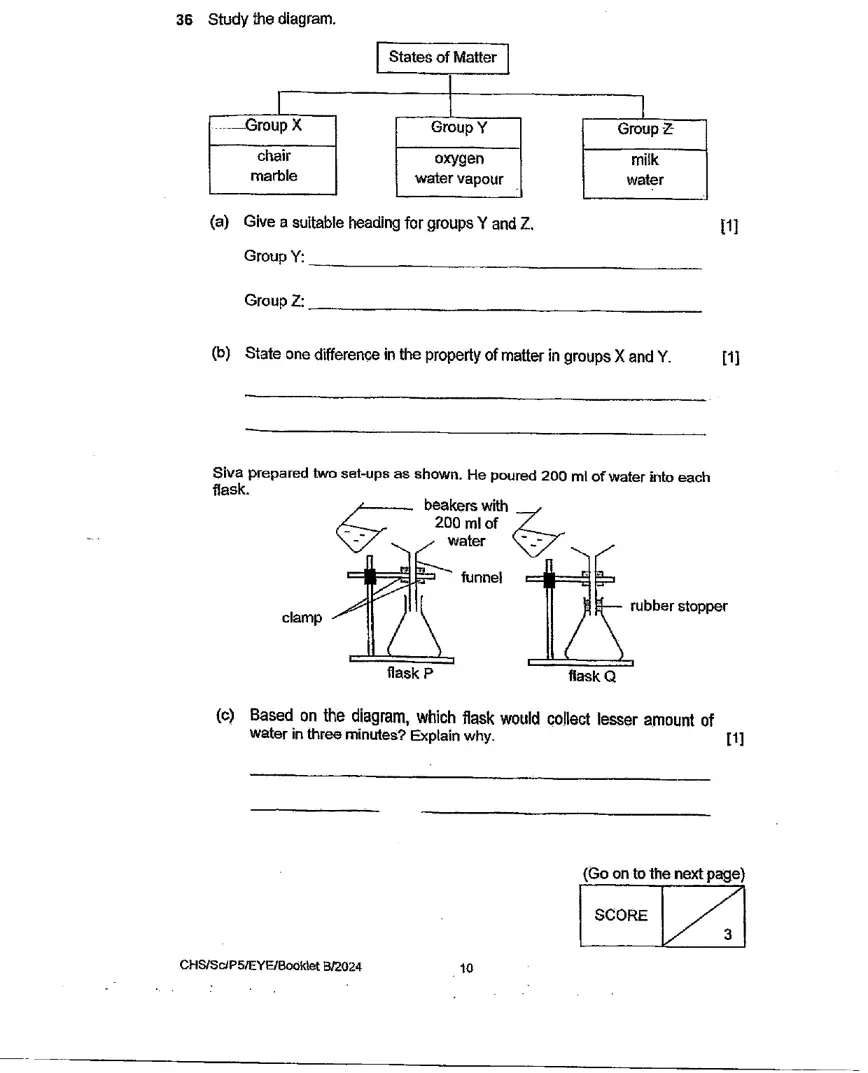 36 Study the diagram.
States of Matter
Group X
Group Y
Group Z
chair
marble
oxygen
water vapour
milk
water
(a) Give a suitable heading for groups Y and Z. [1]
Group Y:
Group Z:
(b) State one difference in the property of matter in groups X and Y. [1]
Siva prepared two set-ups as shown. He poured 200 ml of water into each
flask.
beakers with
200 ml of
water
funnel
clamp
rubber stopper
flask P
flask Q
(c) Based on the diagram, which flask would collect lesser amount of
water in three minutes? Explain why. [1]
(Go on to the next page)
SCORE
3
CHS/Sc/P5/EYE/Booklet B/2024 10